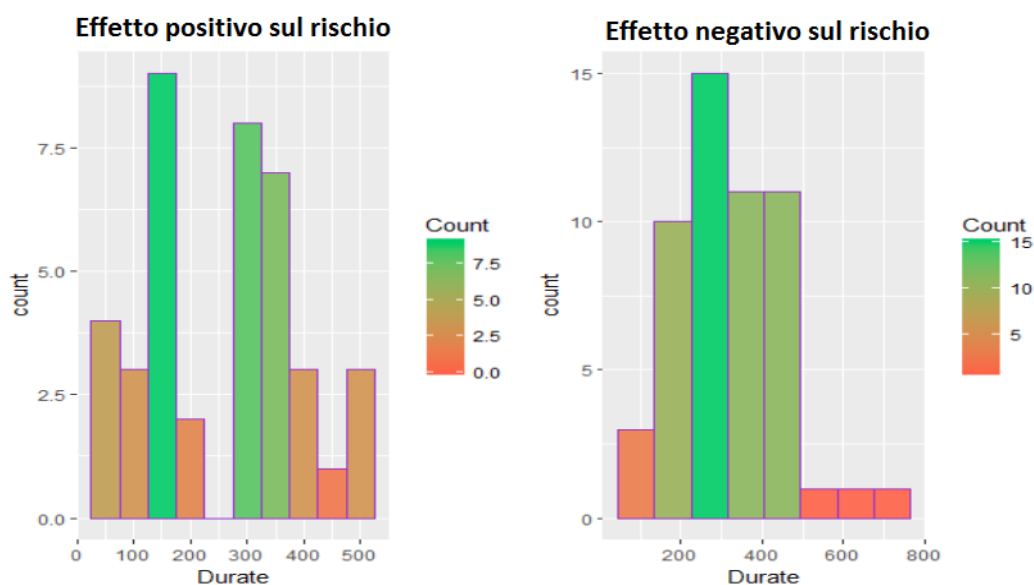 Effetto positivo sul rischio
7.5
5.0
2.5
0.0
count
0 100 200 300 400 500
Durate
Count
7.5
5.0
2.5
0.0
Effetto negativo sul rischio
15
10
5
0
count
200 400 600 800
Durate
Count
15
10
5